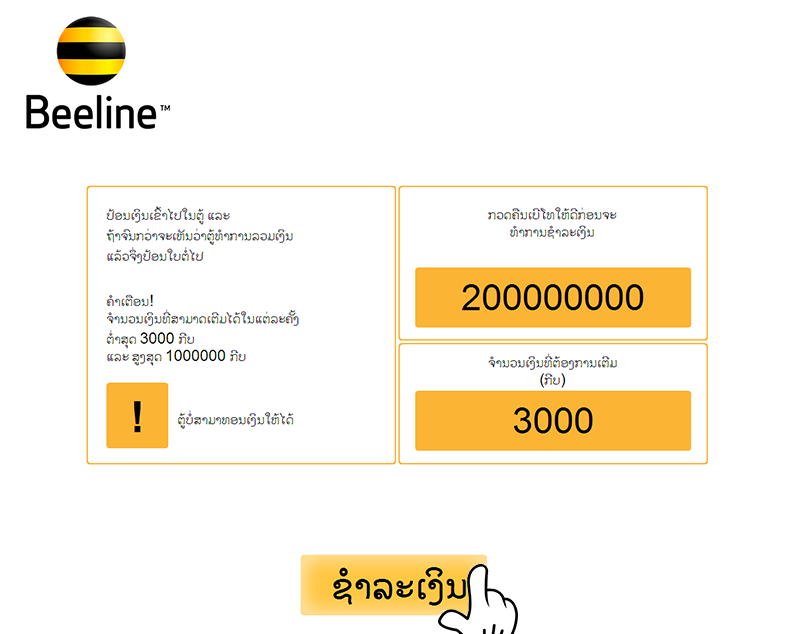 Beeline™
ປ້ອນເງິນເຂົ້າໄປໃນຕູ້ ແລະ
ຖ້າຈົນກວ່າຈະເຫັນວ່າຕູ້ທຳການລວມເງິນ
ແລ້ວຈຶ່ງປ້ອນໃບຕໍ່ໄປ
ຄຳເຕືອນ!
ຈຳນວນເງິນທີ່ສາມາດເຕີມໄດ້ໃນແຕ່ລະຄັ້ງ
ຕ່ຳສຸດ 3000 ກີບ
ແລະ ສູງສຸດ 1000000 ກີບ
!
ຕູ້ບໍ່ສາມາທອນເງິນໃຫ້ໄດ້
ກວດຄືນເບີໂທໃຫ້ດີກ່ອນຈະ
ທຳການຊຳລະເງິນ
200000000
ຈຳນວນເງິນທີ່ຕ້ອງການເຕີມ
(ກີບ)
3000
ຊຳລະເງິນ